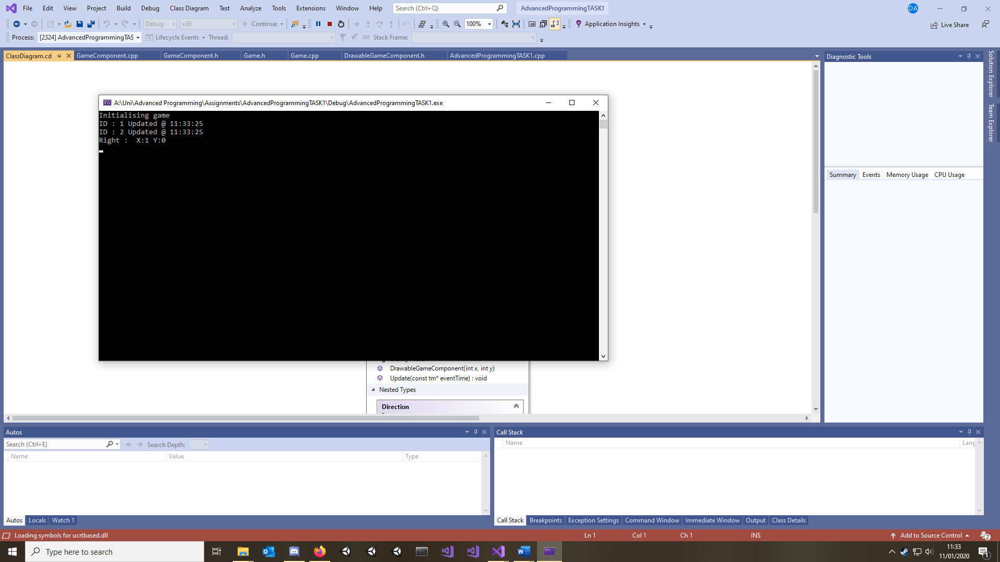 File Edit View Project Build Debug Class Diagram Test Analyze Tools Extensions Window Help Search (Ctrl+Q) AdvancedProgrammingTASK1 DA
Debug x86 Continue 100% Application Insights Live Share
Process: [2324] AdvancedProgrammingTAS Lifecycle Events Thread: Stack Frame:
ClassDiagram.cd GameComponent.cpp GameComponent.h Game.h Game.cpp DrawableGameComponent.h AdvancedProgrammingTASK1.cpp
Diagnostic Tools
Solution Explorer
Team Explorer
A:\Uni\Advanced Programming\Assignments\AdvancedProgrammingTASK1\Debug\AdvancedProgrammingTASK1.exe
Initialising game
ID : 1 Updated @ 11:33:25
ID : 2 Updated @ 11:33:25
Right :  X:1 Y:0
Summary Events Memory Usage CPU Usage
DrawableGameComponent(int x, int y)
Update(const tm* eventTime) : void
Nested Types
Direction
Autos
Search (Ctrl+E) Search Depth:
Name Value Type
Autos Locals Watch 1
Call Stack
Name Lang
Call Stack Breakpoints Exception Settings Command Window Immediate Window Output Class Details
Loading symbols for ucrtbased.dll Ln 1 Col 1 Ch 1 INS Add to Source Control 2
Type here to search
11:33
11/01/2020
1